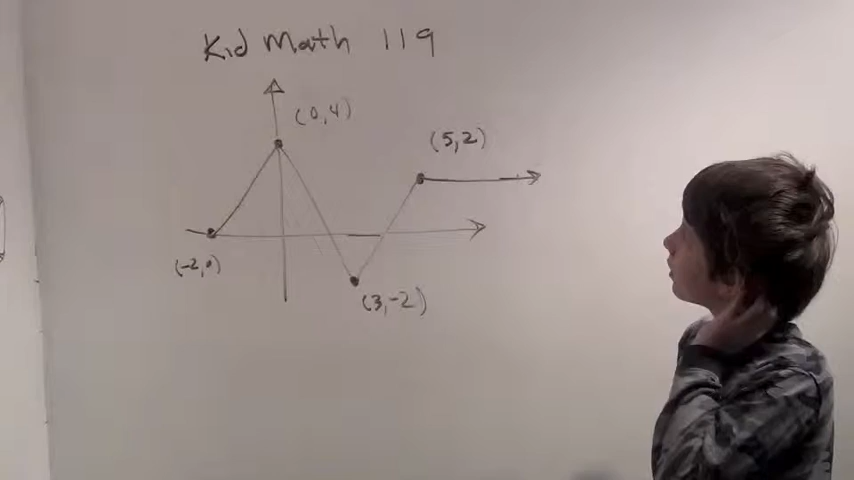 Kid Math 119
(0,4)
(5,2)
(-2,0)
(3,-2)